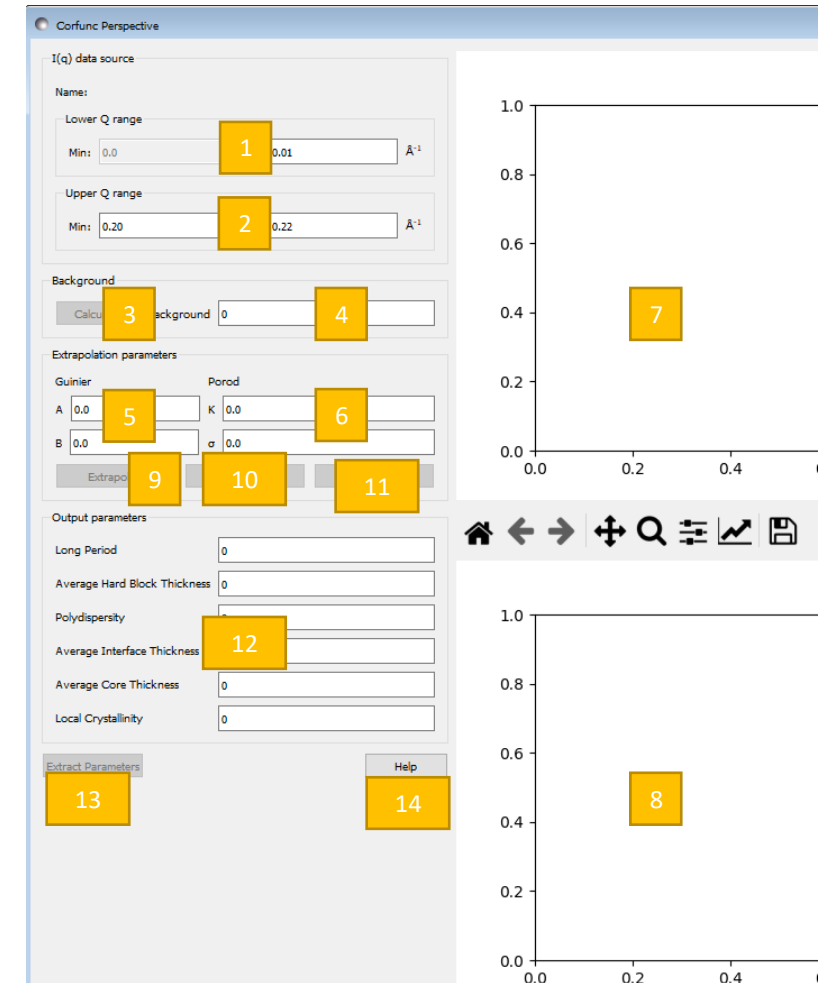 Corfunc Perspective
I(q) data source
Name:
Lower Q range
Min: 0.0 1 0.01 Å-1
Upper Q range
Min: 0.20 2 0.22 Å-1
Background
3 4
0
Extrapolation parameters
Guinier Porod
A 0.0 5 K 0.0 6
B 0.0 σ 0.0
9 10 11
Output parameters
Long Period 0
Average Hard Block Thickness 0
Polydispersity
12
Average Interface Thickness
Average Core Thickness 0
Local Crystallinity 0
Extract Parameters Help
13 14
1.0
0.8
0.6
0.4 7
0.2
0.0
0.0 0.2 0.4
1.0
0.8
0.6
8
0.4
0.2
0.0
0.0 0.2 0.4